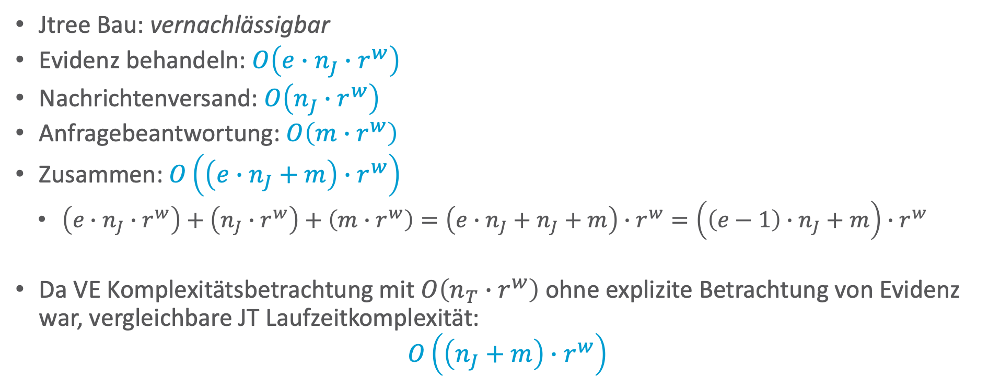 • Jtree Bau: vernachlässigbar
• Evidenz behandeln: O(e · n_J · r^w)
• Nachrichtenversand: O(n_J · r^w)
• Anfragebeantwortung: O(m · r^w)
• Zusammen: O((e · n_J + m) · r^w)
• (e · n_J · r^w) + (n_J · r^w) + (m · r^w) = (e · n_J + n_J + m) · r^w = ((e − 1) · n_J + m) · r^w
• Da VE Komplexitätsbetrachtung mit O(n_T · r^w) ohne explizite Betrachtung von Evidenz
war, vergleichbare JT Laufzeitkomplexität:
O((n_J + m) · r^w)